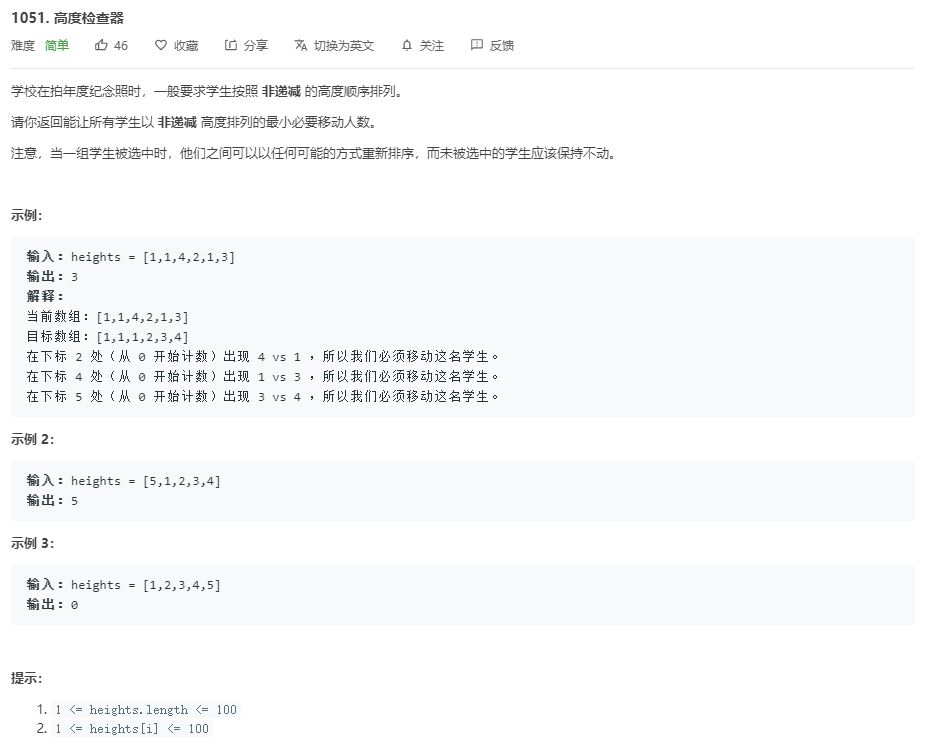 1051. 高度检查器
难度 简单 46 收藏 分享 切换为英文 关注 反馈
学校在拍年度纪念照时，一般要求学生按照 非递减 的高度顺序排列。
请你返回能让所有学生以 非递减 高度排列的最小必要移动人数。
注意，当一组学生被选中时，他们之间可以以任何可能的方式重新排序，而未被选中的学生应该保持不动。
示例：
输入：heights = [1,1,4,2,1,3]
输出：3
解释：
当前数组：[1,1,4,2,1,3]
目标数组：[1,1,1,2,3,4]
在下标 2 处（从 0 开始计数）出现 4 vs 1 ，所以我们必须移动这名学生。
在下标 4 处（从 0 开始计数）出现 1 vs 3 ，所以我们必须移动这名学生。
在下标 5 处（从 0 开始计数）出现 3 vs 4 ，所以我们必须移动这名学生。
示例 2：
输入：heights = [5,1,2,3,4]
输出：5
示例 3：
输入：heights = [1,2,3,4,5]
输出：0
提示：
1. 1 <= heights.length <= 100
2. 1 <= heights[i] <= 100